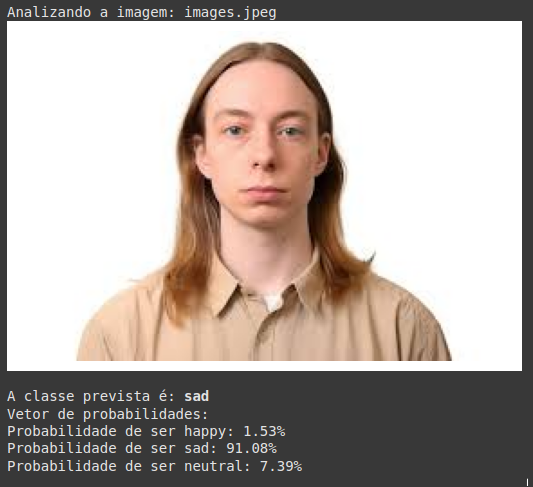 Analizando a imagem: images.jpeg
A classe prevista é: sad
Vetor de probabilidades:
Probabilidade de ser happy: 1.53%
Probabilidade de ser sad: 91.08%
Probabilidade de ser neutral: 7.39%